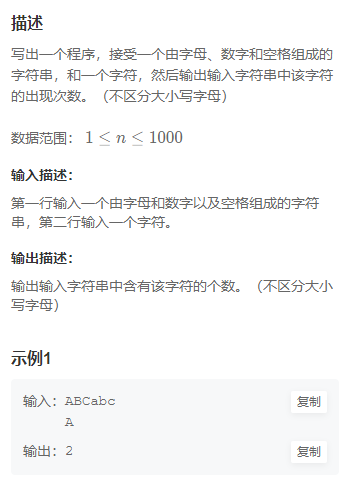 描述
写出一个程序，接受一个由字母、数字和空格组成的
字符串，和一个字符，然后输出输入字符串中该字符
的出现次数。（不区分大小写字母）
数据范围： 1 ≤ n ≤ 1000
输入描述：
第一行输入一个由字母和数字以及空格组成的字符
串，第二行输入一个字符。
输出描述：
输出输入字符串中含有该字符的个数。（不区分大小
写字母）
示例1
输入：ABCabc 复制
A
输出：2 复制